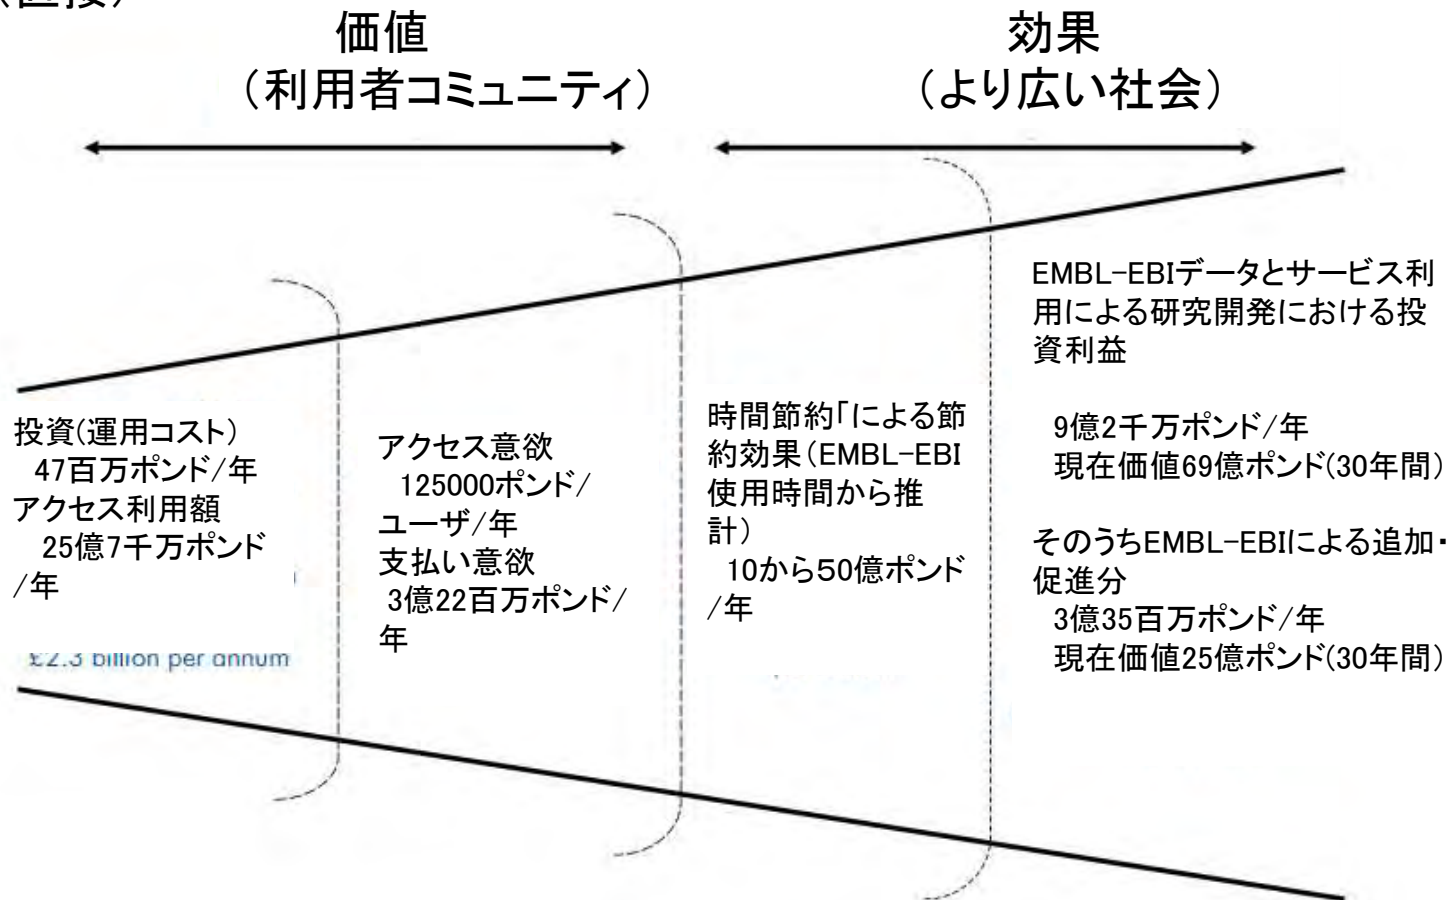 (直接)
価値
（利用者コミュニティ）
効果
（より広い社会）
投資(運用コスト)
47百万ポンド/年
アクセス利用額
25億7千万ポンド
/年
£2.3 billion per annum
アクセス意欲
125000ポンド/
ユーザ/年
支払い意欲
3億22百万ポンド/
年
時間節約「による節
約効果（EMBL-EBI
使用時間から推
計）
10から50億ポンド
/年
EMBL-EBIデータとサービス利
用による研究開発における投
資利益
9億2千万ポンド/年
現在価値69億ポンド(30年間)
そのうちEMBL-EBIによる追加・
促進分
3億35百万ポンド/年
現在価値25億ポンド(30年間)